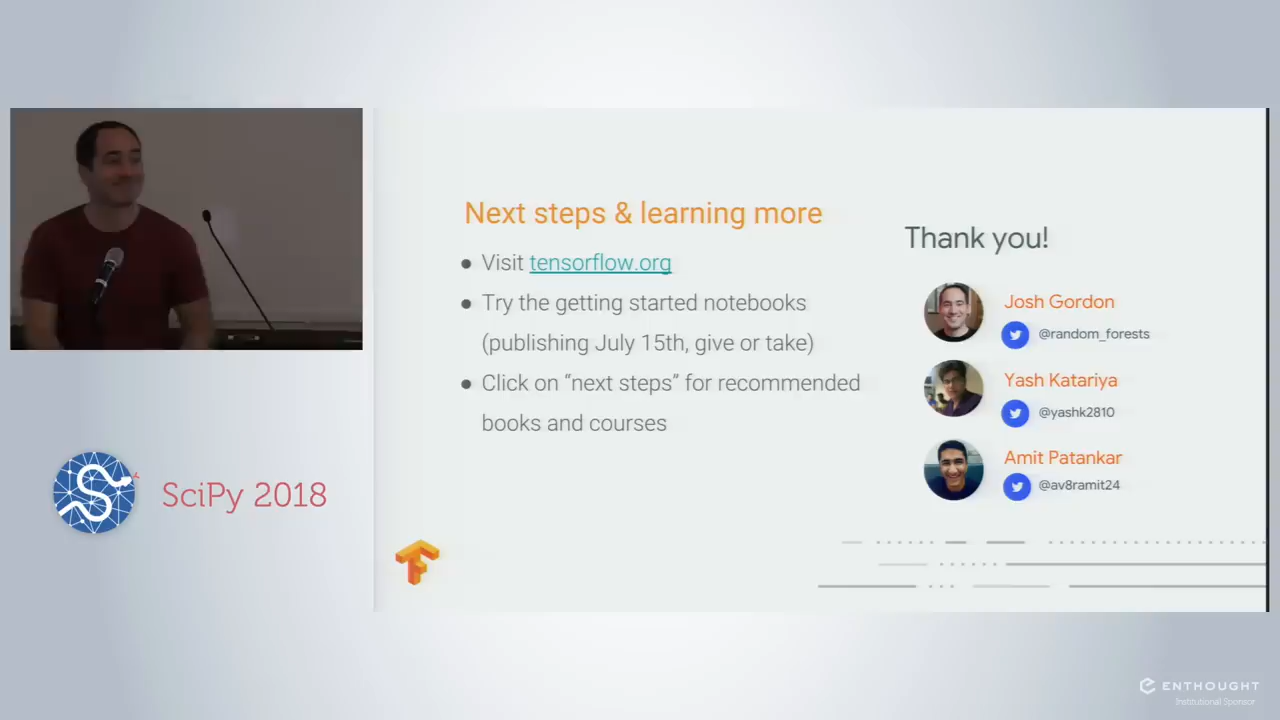 Next steps & learning more
● Visit tensorflow.org
● Try the getting started notebooks
(publishing July 15th, give or take)
● Click on “next steps” for recommended
books and courses
Thank you!
Josh Gordon
@random_forests
Yash Katariya
@yashk2810
Amit Patankar
@av8ramit24
SciPy 2018
ENTHOUGHT
Institutional Sponsor